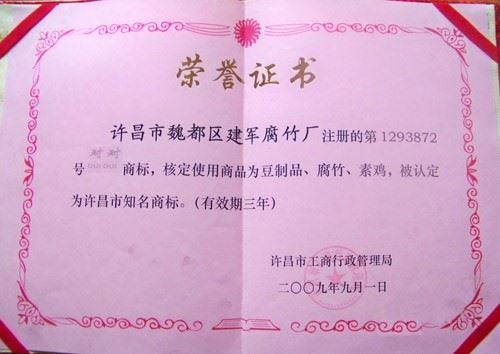 荣誉证书
许昌市魏都区建军腐竹厂注册的第1293872
号 对对 DUI DUI 商标，核定使用商品为豆制品、腐竹、素鸡，被认定
为许昌市知名商标。(有效期三年)
许昌市工商行政管理局
二〇〇九年九月一日